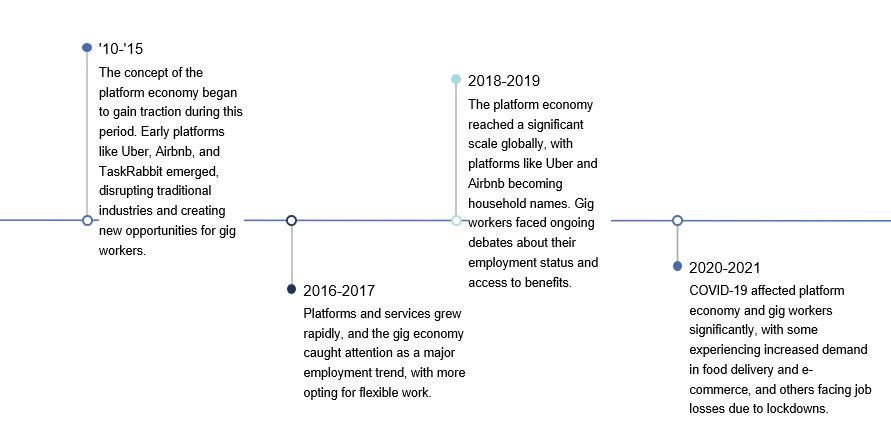 '10-'15
The concept of the
platform economy began
to gain traction during this
period. Early platforms
like Uber, Airbnb, and
TaskRabbit emerged,
disrupting traditional
industries and creating
new opportunities for gig
workers.
2016-2017
Platforms and services grew
rapidly, and the gig economy
caught attention as a major
employment trend, with more
opting for flexible work.
2018-2019
The platform economy
reached a significant
scale globally, with
platforms like Uber and
Airbnb becoming
household names. Gig
workers faced ongoing
debates about their
employment status and
access to benefits.
2020-2021
COVID-19 affected platform
economy and gig workers
significantly, with some
experiencing increased demand
in food delivery and e-
commerce, and others facing job
losses due to lockdowns.